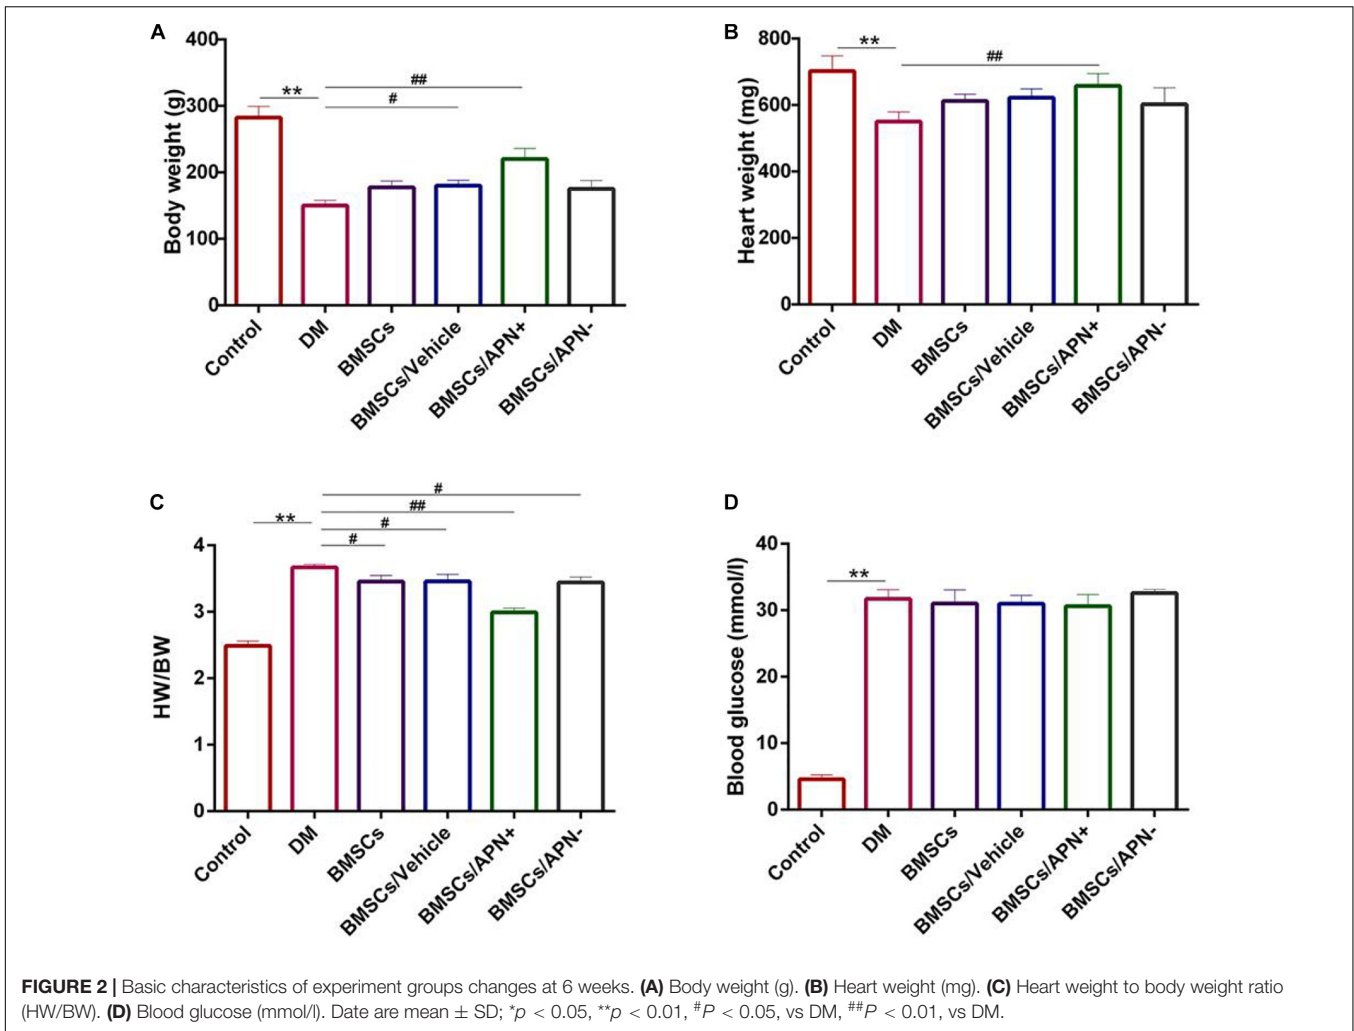 A
Body weight (g)
400
300
200
100
0
**
##
#
Control
DM
BMSCs
BMSCs/Vehicle
BMSCs/APN+
BMSCs/APN-
B
Heart weight (mg)
800
600
400
200
0
**
##
Control
DM
BMSCs
BMSCs/Vehicle
BMSCs/APN+
BMSCs/APN-
C
HW/BW
4
3
2
1
0
#
##
#
#
**
Control
DM
BMSCs
BMSCs/Vehicle
BMSCs/APN+
BMSCs/APN-
D
Blood glucose (mmol/l)
40
30
20
10
0
**
Control
DM
BMSCs
BMSCs/Vehicle
BMSCs/APN+
BMSCs/APN-
FIGURE 2 | Basic characteristics of experiment groups changes at 6 weeks. (A) Body weight (g). (B) Heart weight (mg). (C) Heart weight to body weight ratio
(HW/BW). (D) Blood glucose (mmol/l). Date are mean ± SD; *p < 0.05, **p < 0.01, #P < 0.05, vs DM, ##P < 0.01, vs DM.